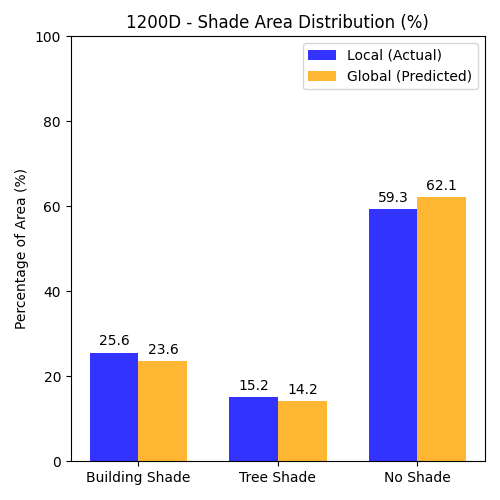 1200D - Shade Area Distribution (%)
Local (Actual)
Global (Predicted)
Percentage of Area (%)
100
80
60
40
20
0
25.6
23.6
15.2
14.2
59.3
62.1
Building Shade
Tree Shade
No Shade